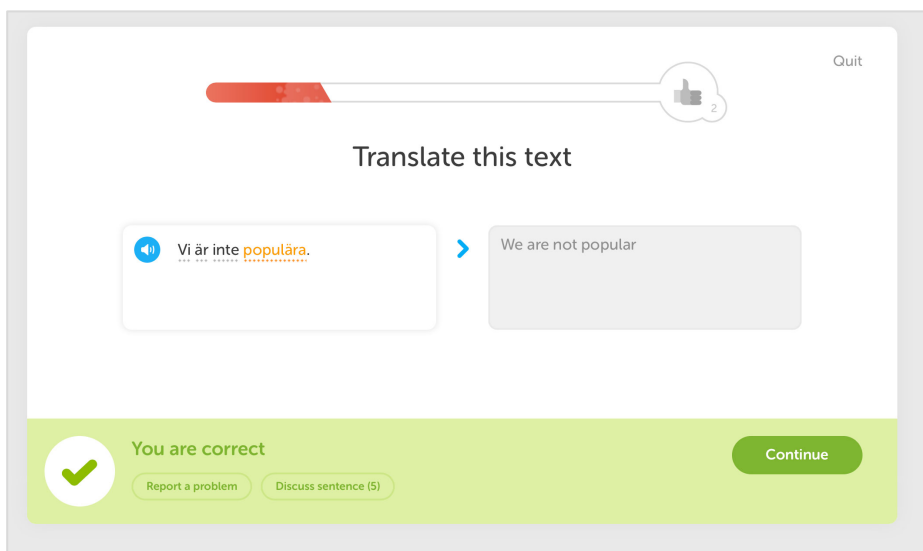 Quit
2
Translate this text
Vi är inte populära.
We are not popular
You are correct
Report a problem
Discuss sentence (5)
Continue